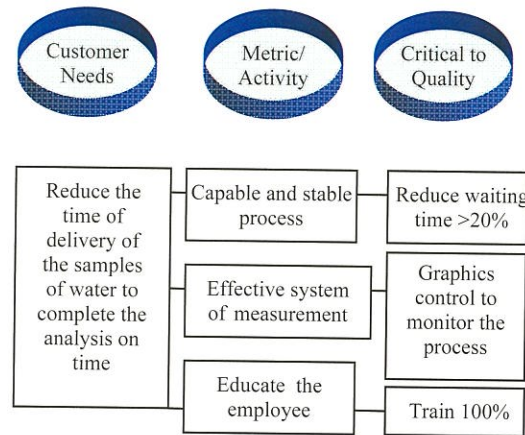 Customer
Needs
Metric/
Activity
Critical to
Quality
Reduce the
time of
delivery of
the samples
of water to
complete the
analysis on
time
Capable and stable
process
Reduce waiting
time >20%
Effective system
of measurement
Graphics
control to
monitor the
process
Educate the
employee
Train 100%